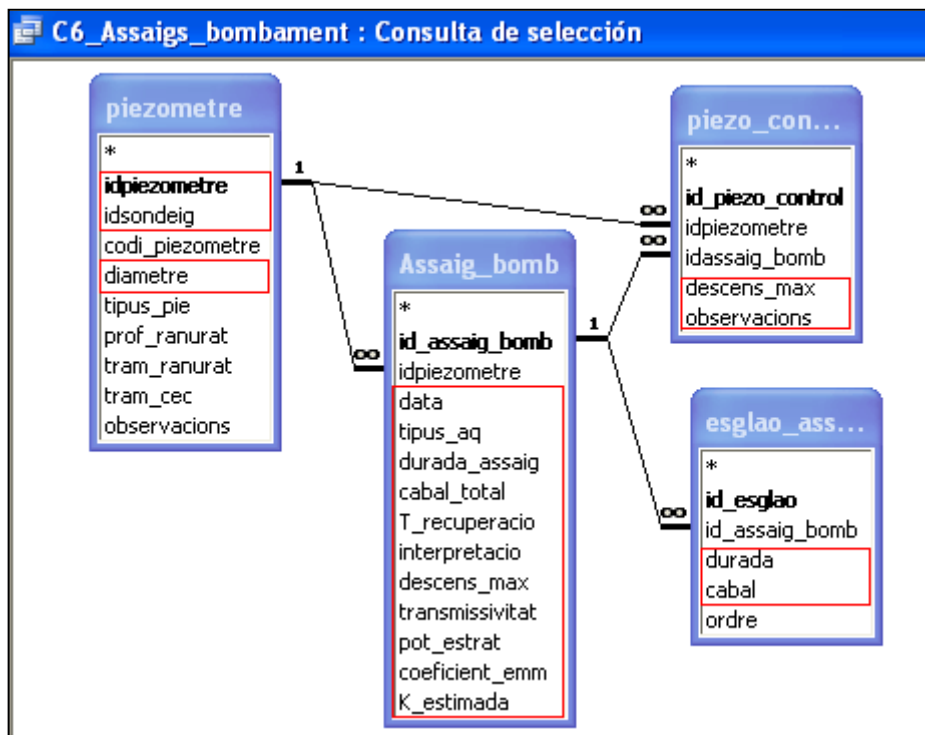 C6_Assaigs_bombament : Consulta de selección
piezometre
*
idpiezometre
idsondeig
codi_piezometre
diametre
tipus_pie
prof_ranurat
tram_ranurat
tram_cec
observacions
1
∞
Assaig_bomb
*
id_assaig_bomb
idpiezometre
data
tipus_aq
durada_assaig
cabal_total
T_recuperacio
interpretacio
descens_max
transmissivitat
pot_estrat
coeficient_emm
K_estimada
1
∞
∞
piezo_con...
*
id_piezo_control
idpiezometre
idassaig_bomb
descens_max
observacions
∞
esglao_ass...
*
id_esglao
id_assaig_bomb
durada
cabal
ordre